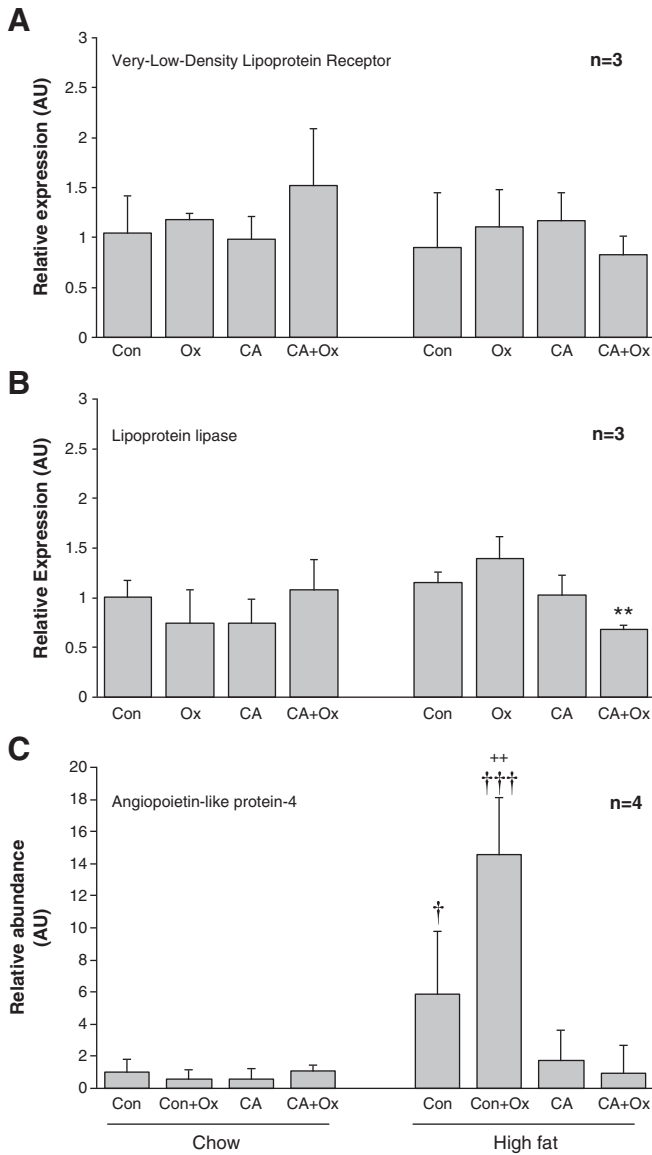 A
Relative expression (AU)
3
2.5
2
1.5
1
0.5
0
Very-Low-Density Lipoprotein Receptor
n=3
Con Ox CA CA+Ox Con Ox CA CA+Ox
B
Relative Expression (AU)
3
2.5
2
1.5
1
0.5
0
Lipoprotein lipase
n=3
**
Con Ox CA CA+Ox Con Ox CA CA+Ox
C
Relative abundance
(AU)
20
18
16
14
12
10
8
6
4
2
0
Angiopoietin-like protein-4
n=4
†
++
†††
Con Con+Ox CA CA+Ox Con Con+Ox CA CA+Ox
Chow High fat